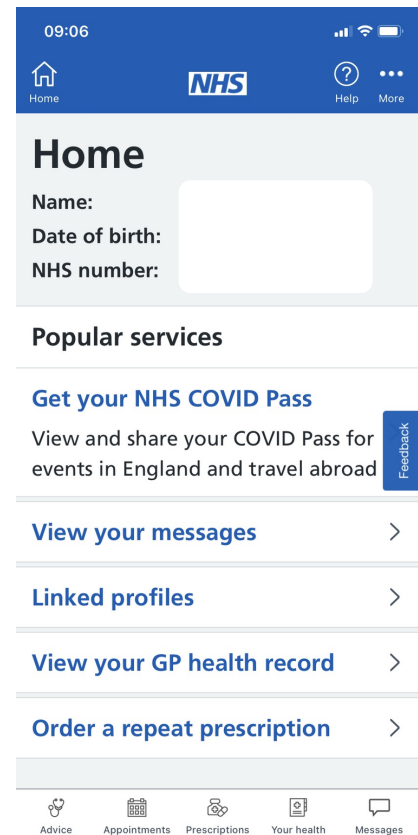 09:06
Home
NHS
Help
More
Home
Name:
Date of birth:
NHS number:
Popular services
Get your NHS COVID Pass
View and share your COVID Pass for
events in England and travel abroad
Feedback
View your messages
Linked profiles
View your GP health record
Order a repeat prescription
Advice
Appointments
Prescriptions
Your health
Messages